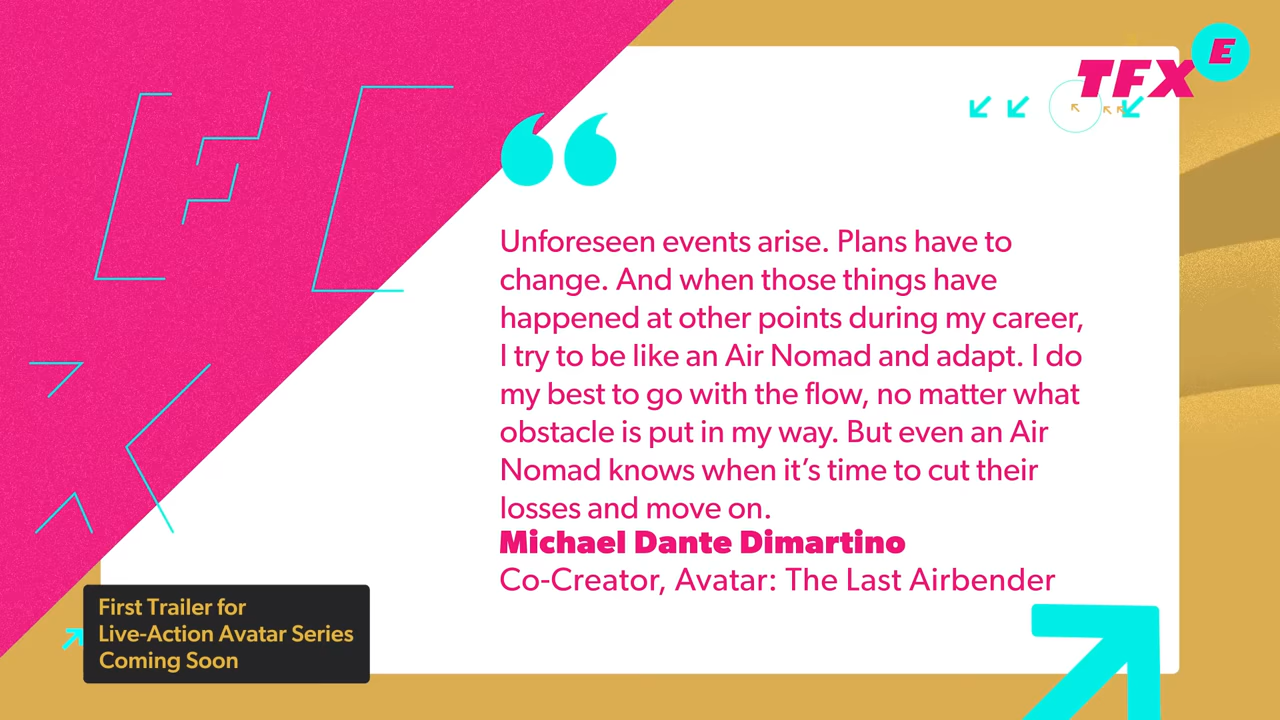 TFX
E
Unforeseen events arise. Plans have to
change. And when those things have
happened at other points during my career,
I try to be like an Air Nomad and adapt. I do
my best to go with the flow, no matter what
obstacle is put in my way. But even an Air
Nomad knows when it’s time to cut their
losses and move on.
Michael Dante Dimartino
Co-Creator, Avatar: The Last Airbender
First Trailer for
Live-Action Avatar Series
Coming Soon